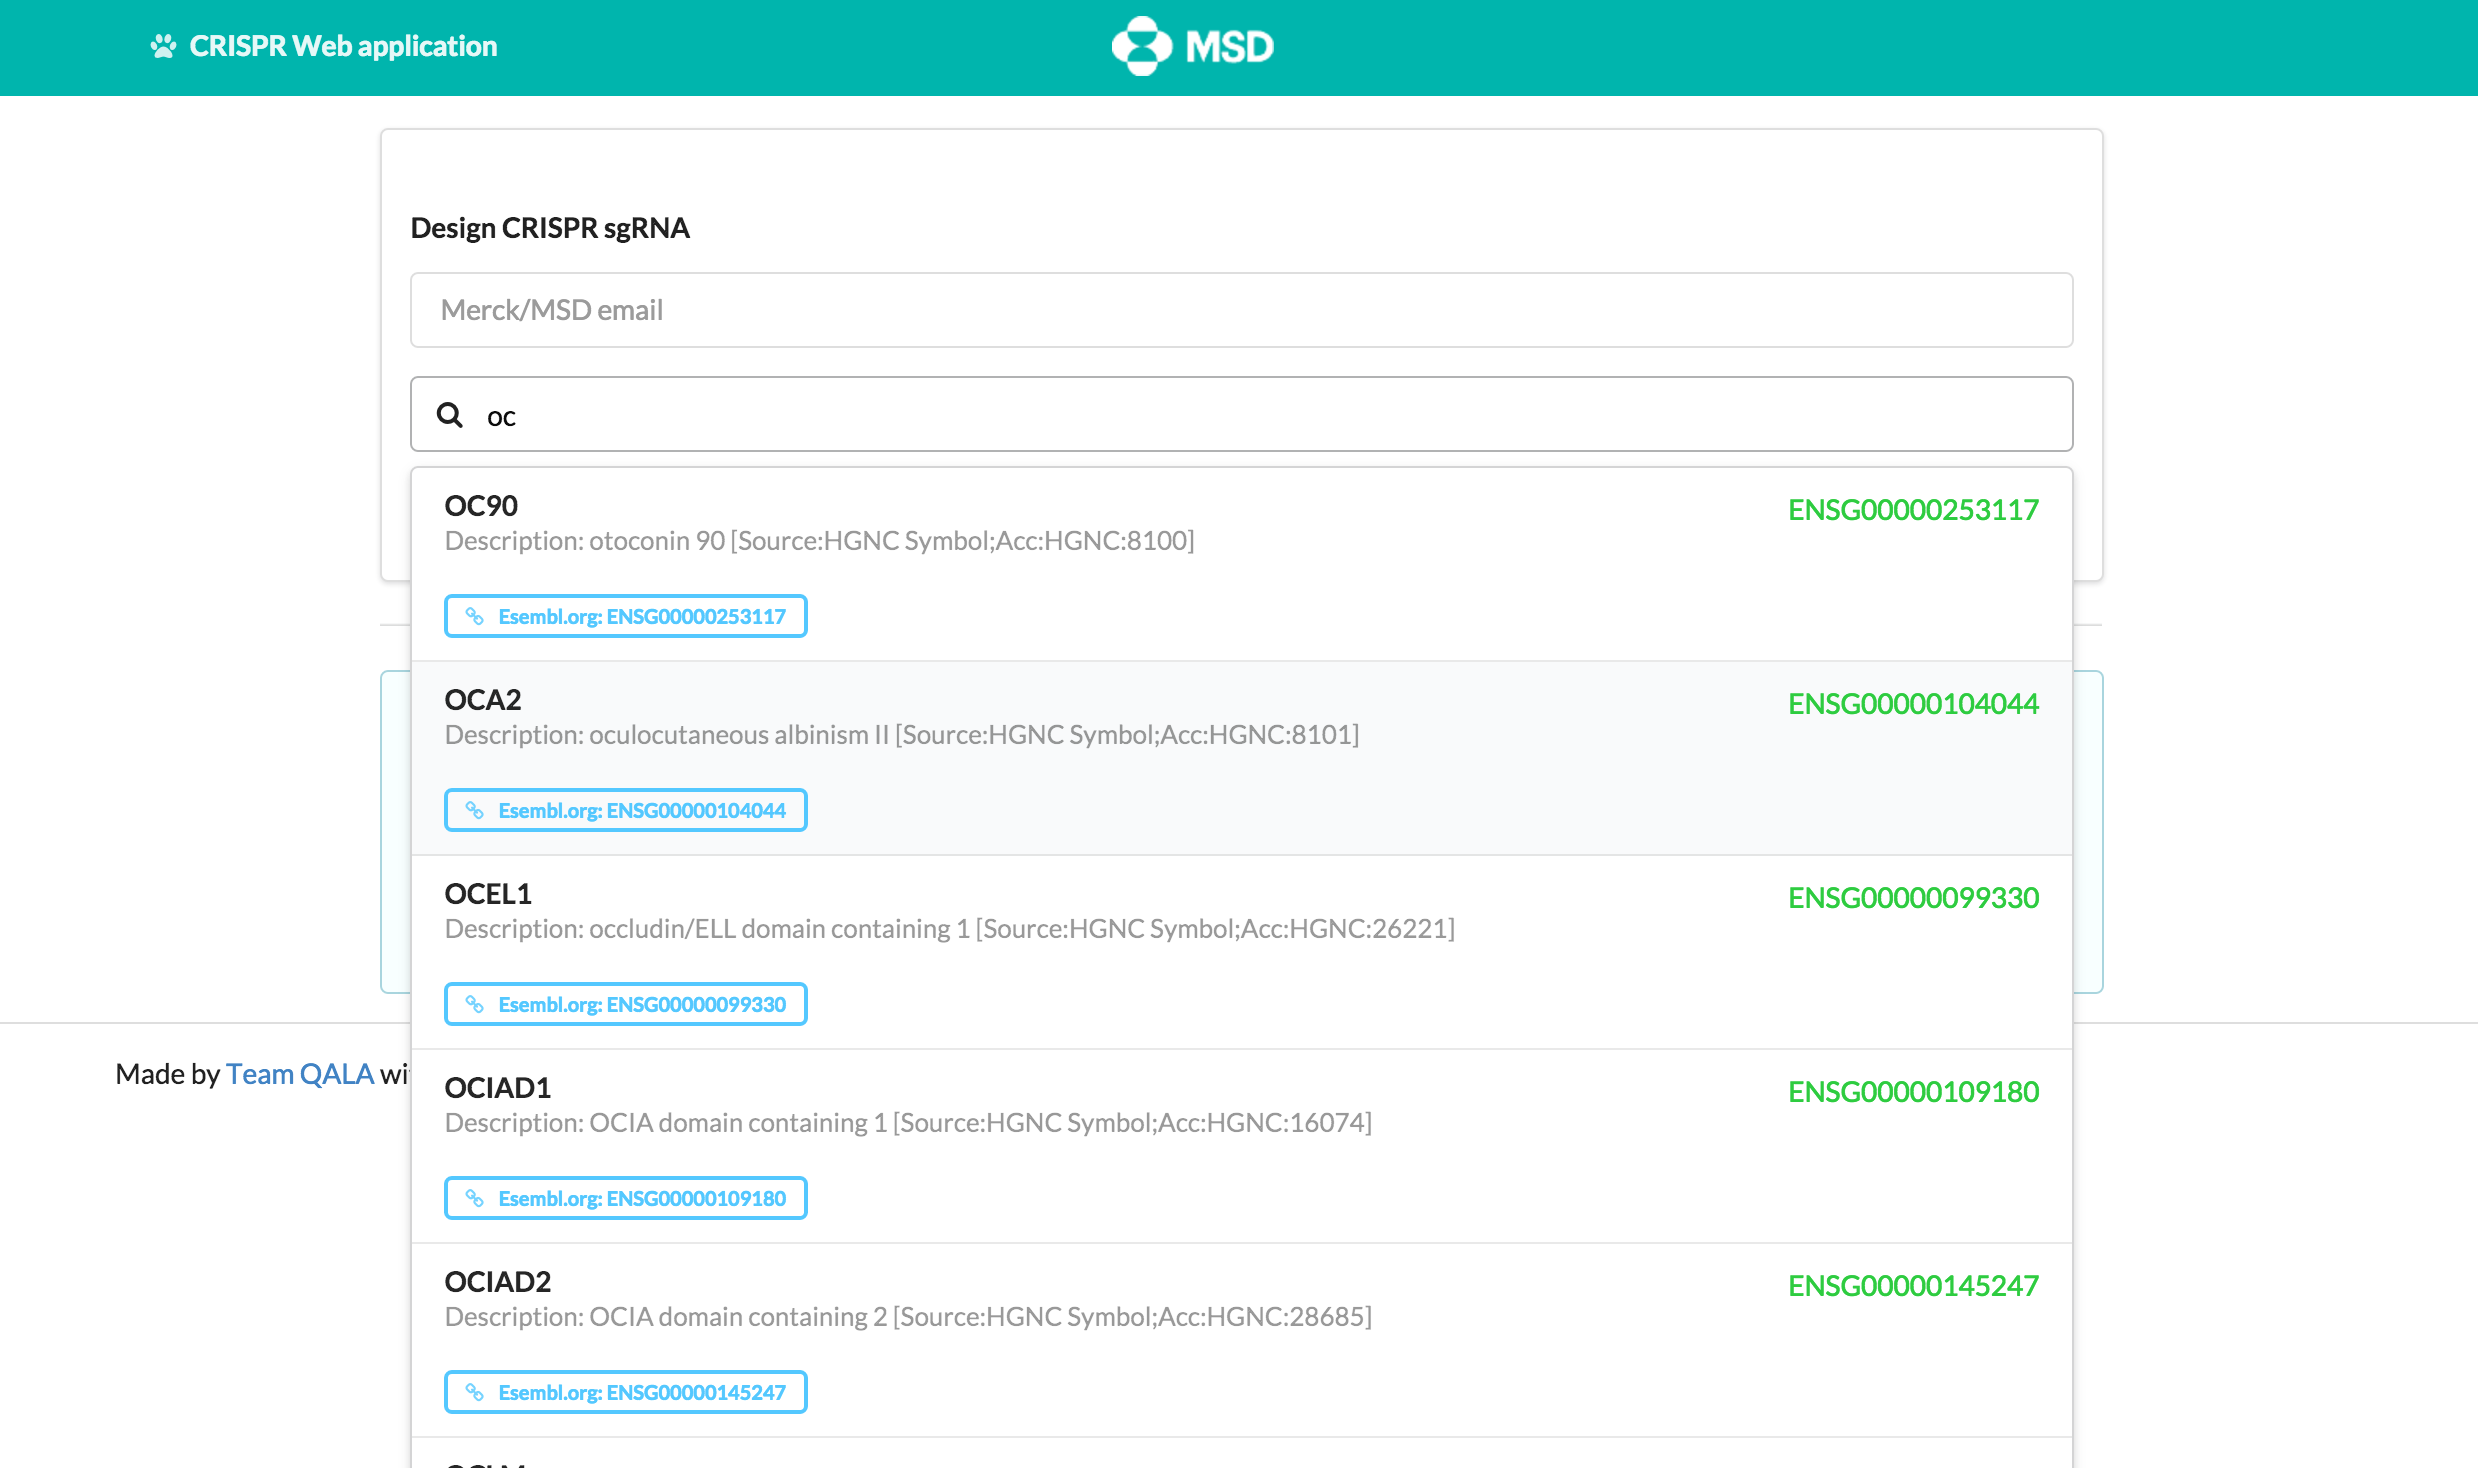 CRISPR Web application
MSD
Design CRISPR sgRNA
Merck/MSD email
oc
OC90
ENSG00000253117
Description: otoconin 90 [Source:HGNC Symbol;Acc:HGNC:8100]
Esembl.org: ENSG00000253117
OCA2
ENSG00000104044
Description: oculocutaneous albinism II [Source:HGNC Symbol;Acc:HGNC:8101]
Esembl.org: ENSG00000104044
OCEL1
ENSG00000099330
Description: occludin/ELL domain containing 1 [Source:HGNC Symbol;Acc:HGNC:26221]
Esembl.org: ENSG00000099330
Made by Team QALA
OCIAD1
ENSG00000109180
Description: OCIA domain containing 1 [Source:HGNC Symbol;Acc:HGNC:16074]
Esembl.org: ENSG00000109180
OCIAD2
ENSG00000145247
Description: OCIA domain containing 2 [Source:HGNC Symbol;Acc:HGNC:28685]
Esembl.org: ENSG00000145247